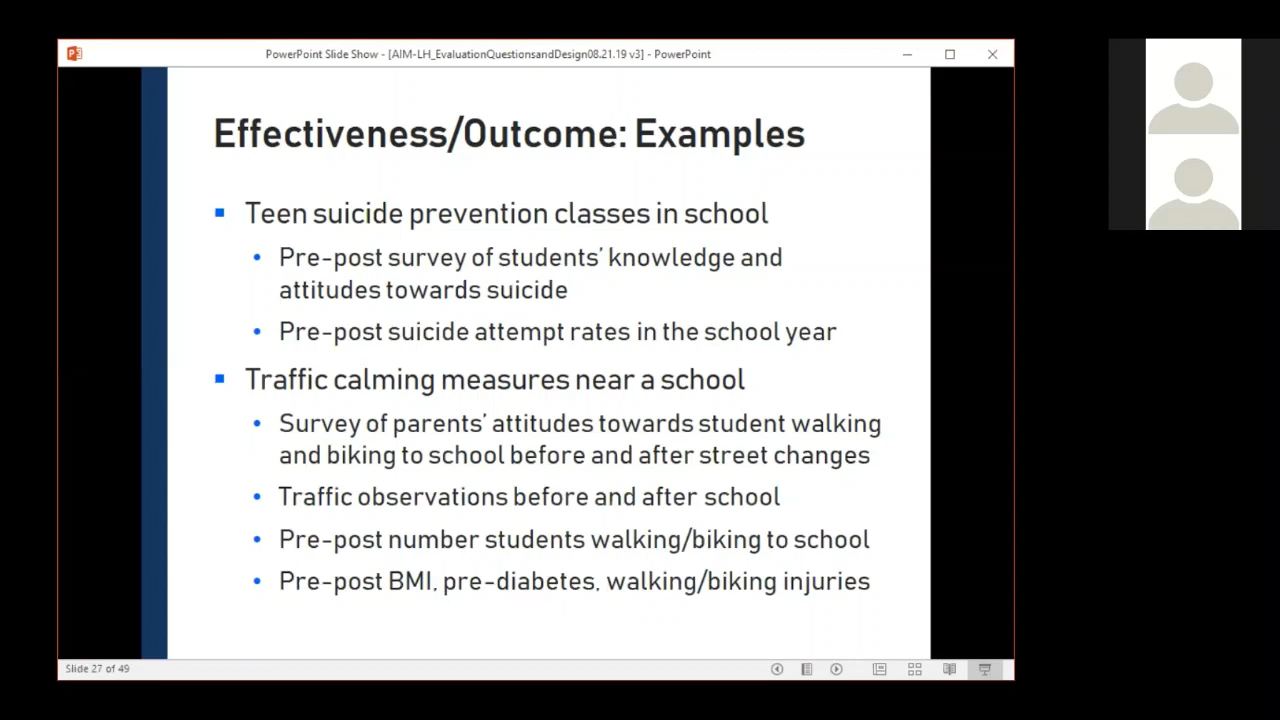 PowerPoint Slide Show - [AIM-LH_EvaluationQuestionsandDesign08.21.19 v3] - PowerPoint
Effectiveness/Outcome: Examples
Teen suicide prevention classes in school
Pre-post survey of students' knowledge and
attitudes towards suicide
Pre-post suicide attempt rates in the school year
Traffic calming measures near a school
Survey of parents' attitudes towards student walking
and biking to school before and after street changes
Traffic observations before and after school
Pre-post number students walking/biking to school
Pre-post BMI, pre-diabetes, walking/biking injuries
Slide 27 of 49